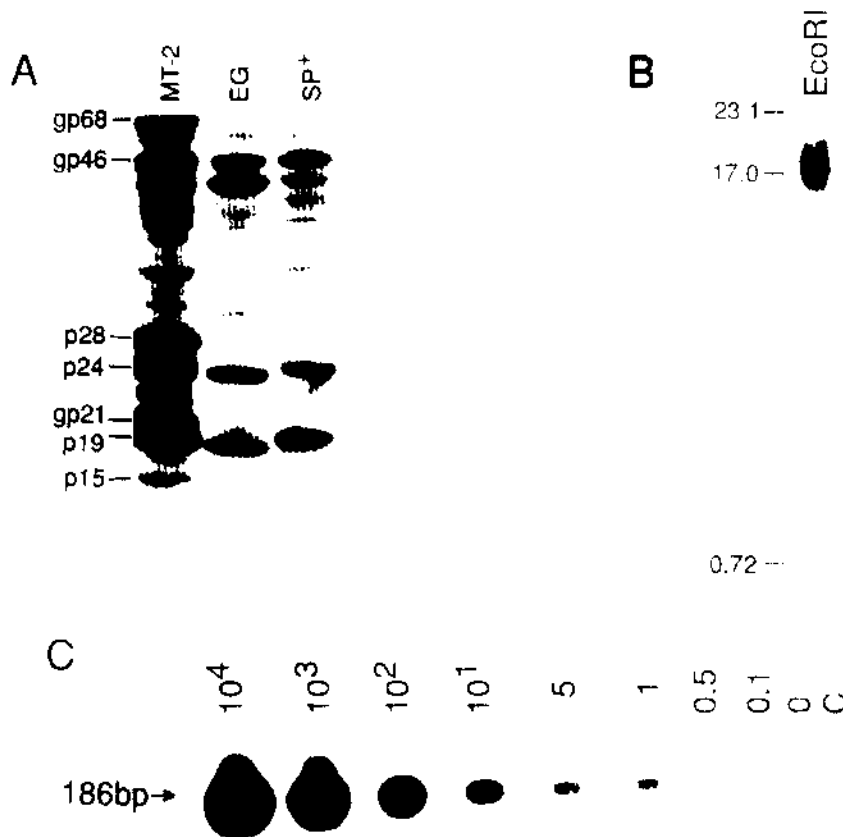 A
MT-2
EG
SP+
gp68
gp46
p28
p24
gp21
p19
p15
B
EcoRI
23 1
17.0
0.72
C
10⁴ 10³ 10² 10¹ 5 1 0.5 0.1 0 C
186bp→